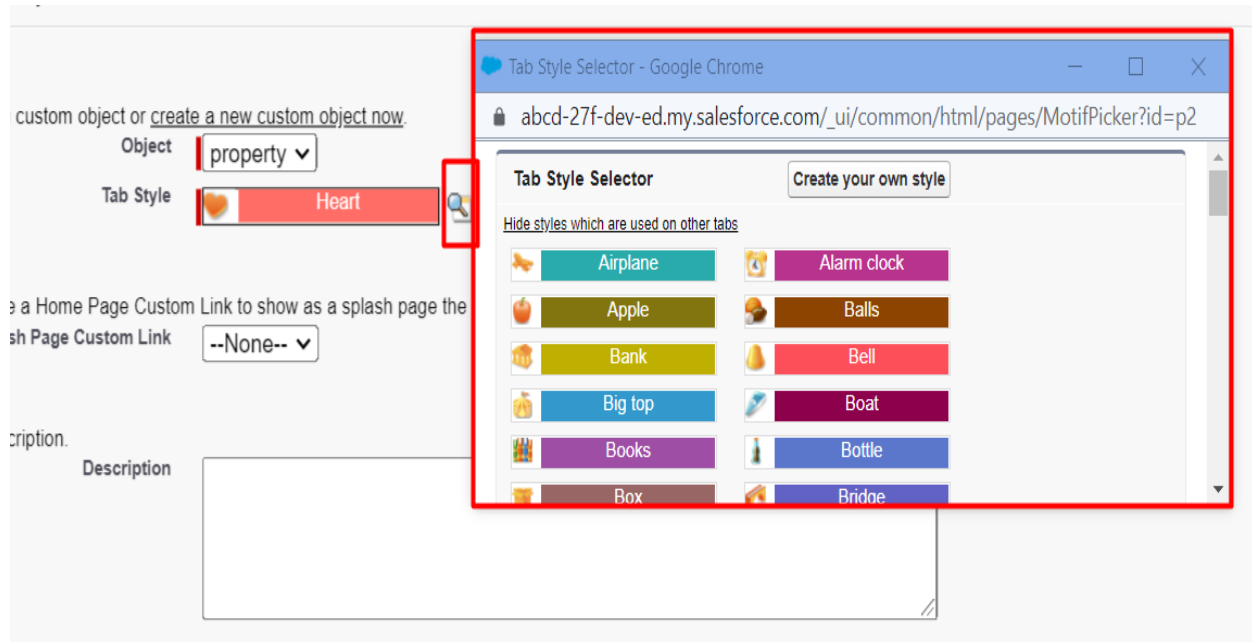 custom object or create a new custom object now.
Object
property
Tab Style
Heart
e a Home Page Custom Link to show as a splash page the
sh Page Custom Link
--None--
cription.
Description
Tab Style Selector - Google Chrome
abcd-27f-dev-ed.my.salesforce.com/_ui/common/html/pages/MotifPicker?id=p2
Tab Style Selector
Create your own style
Hide styles which are used on other tabs
Airplane
Alarm clock
Apple
Balls
Bank
Bell
Big top
Boat
Books
Bottle
Box
Bridge